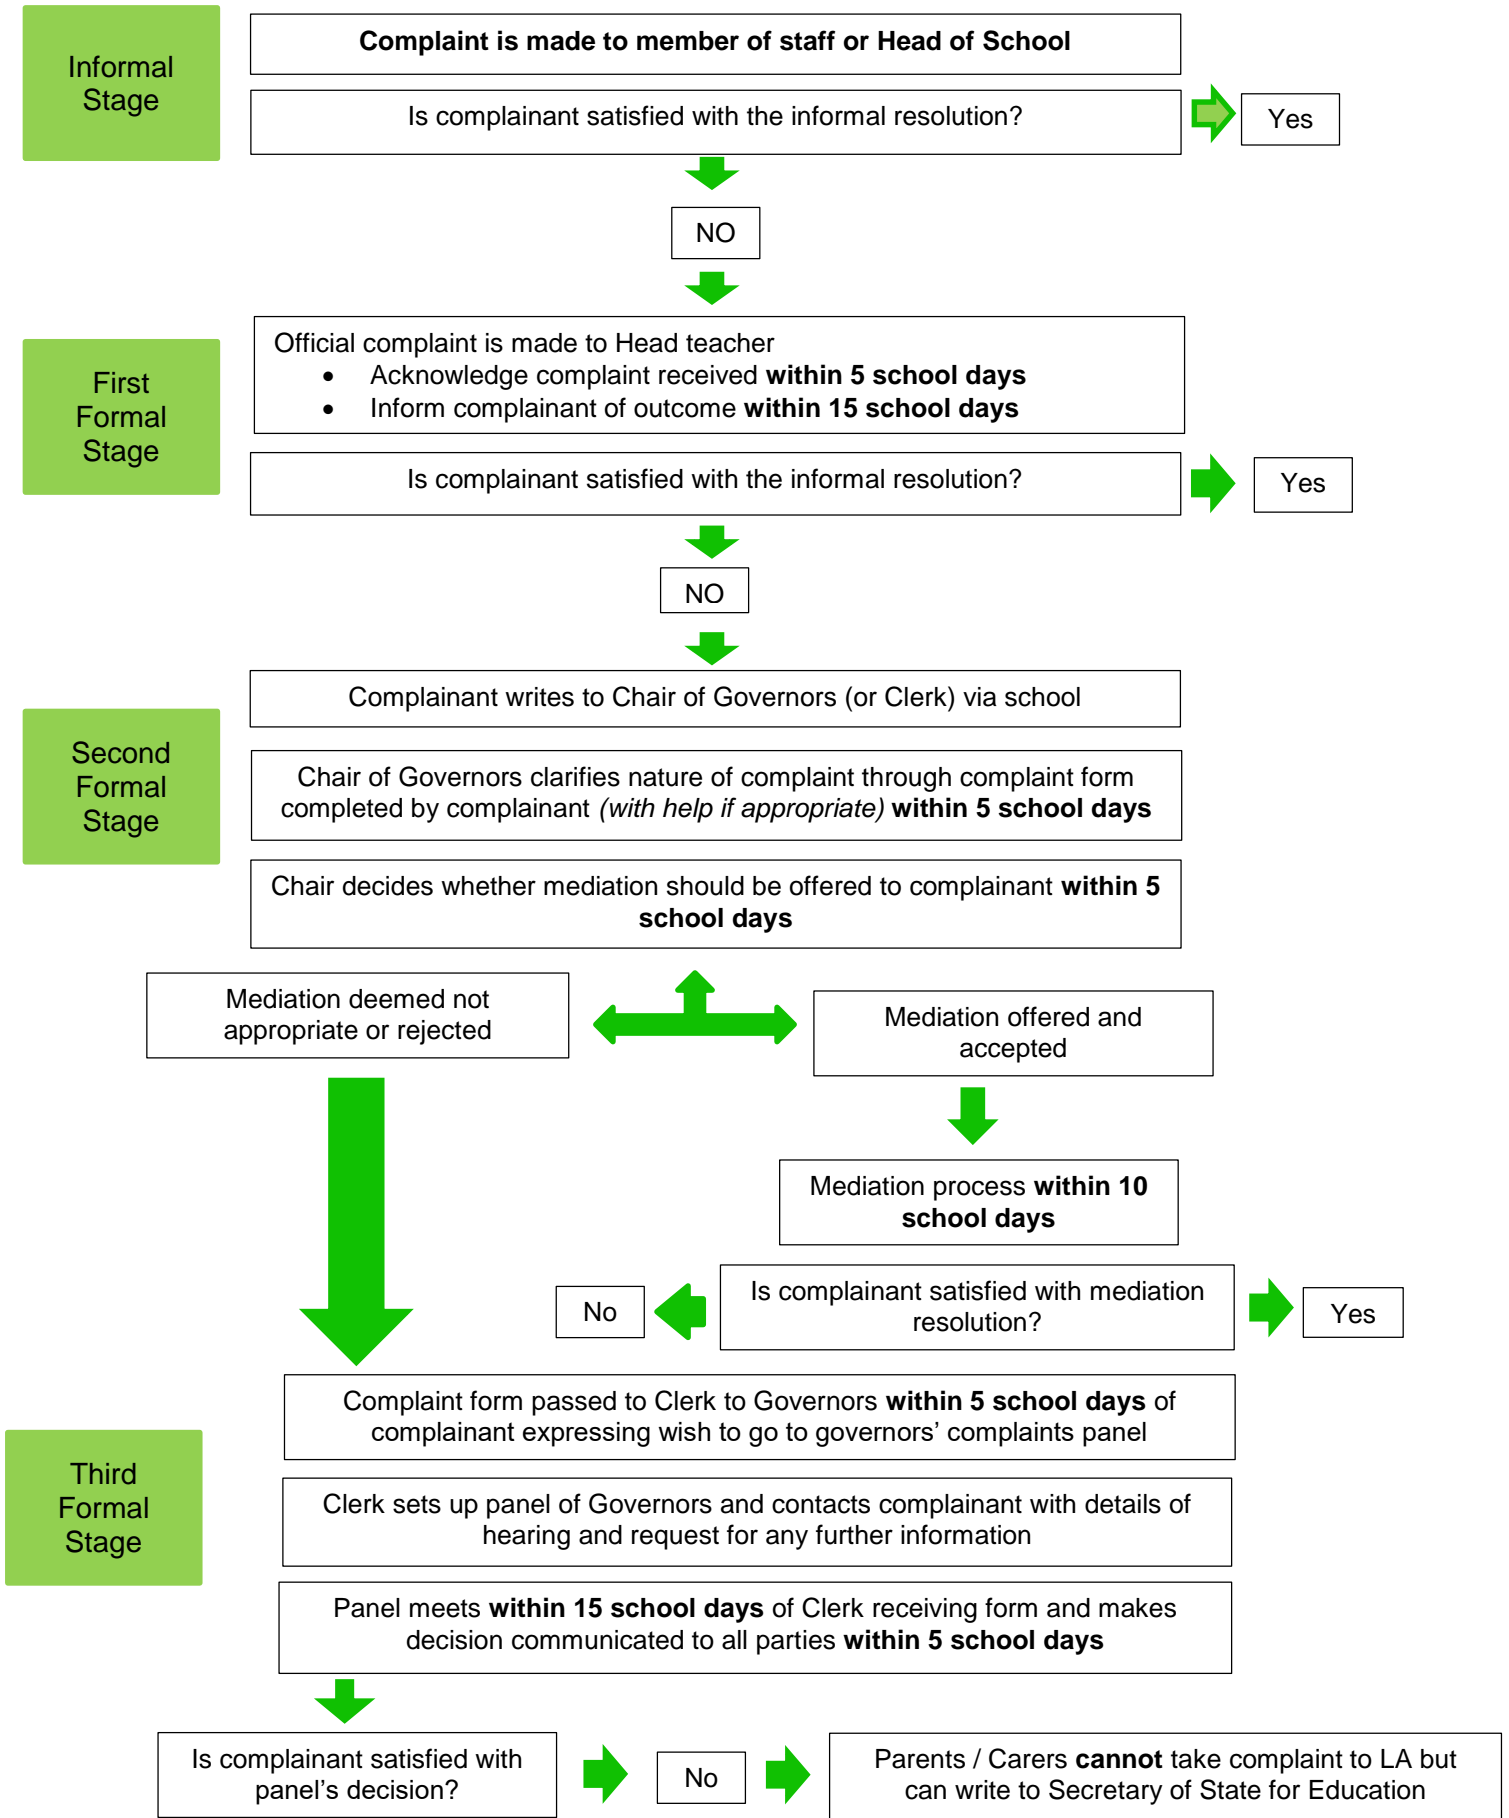 Informal
Stage
Complaint is made to member of staff or Head of School
Is complainant satisfied with the informal resolution?
Yes
NO
First
Formal
Stage
Official complaint is made to Head teacher
• Acknowledge complaint received within 5 school days
• Inform complainant of outcome within 15 school days
Is complainant satisfied with the informal resolution?
Yes
NO
Second
Formal
Stage
Complainant writes to Chair of Governors (or Clerk) via school
Chair of Governors clarifies nature of complaint through complaint form
completed by complainant (with help if appropriate) within 5 school days
Chair decides whether mediation should be offered to complainant within 5
school days
Mediation deemed not
appropriate or rejected
Mediation offered and
accepted
Mediation process within 10
school days
Is complainant satisfied with mediation
resolution?
No
Yes
Third
Formal
Stage
Complaint form passed to Clerk to Governors within 5 school days of
complainant expressing wish to go to governors’ complaints panel
Clerk sets up panel of Governors and contacts complainant with details of
hearing and request for any further information
Panel meets within 15 school days of Clerk receiving form and makes
decision communicated to all parties within 5 school days
Is complainant satisfied with
panel’s decision?
No
Parents / Carers cannot take complaint to LA but
can write to Secretary of State for Education